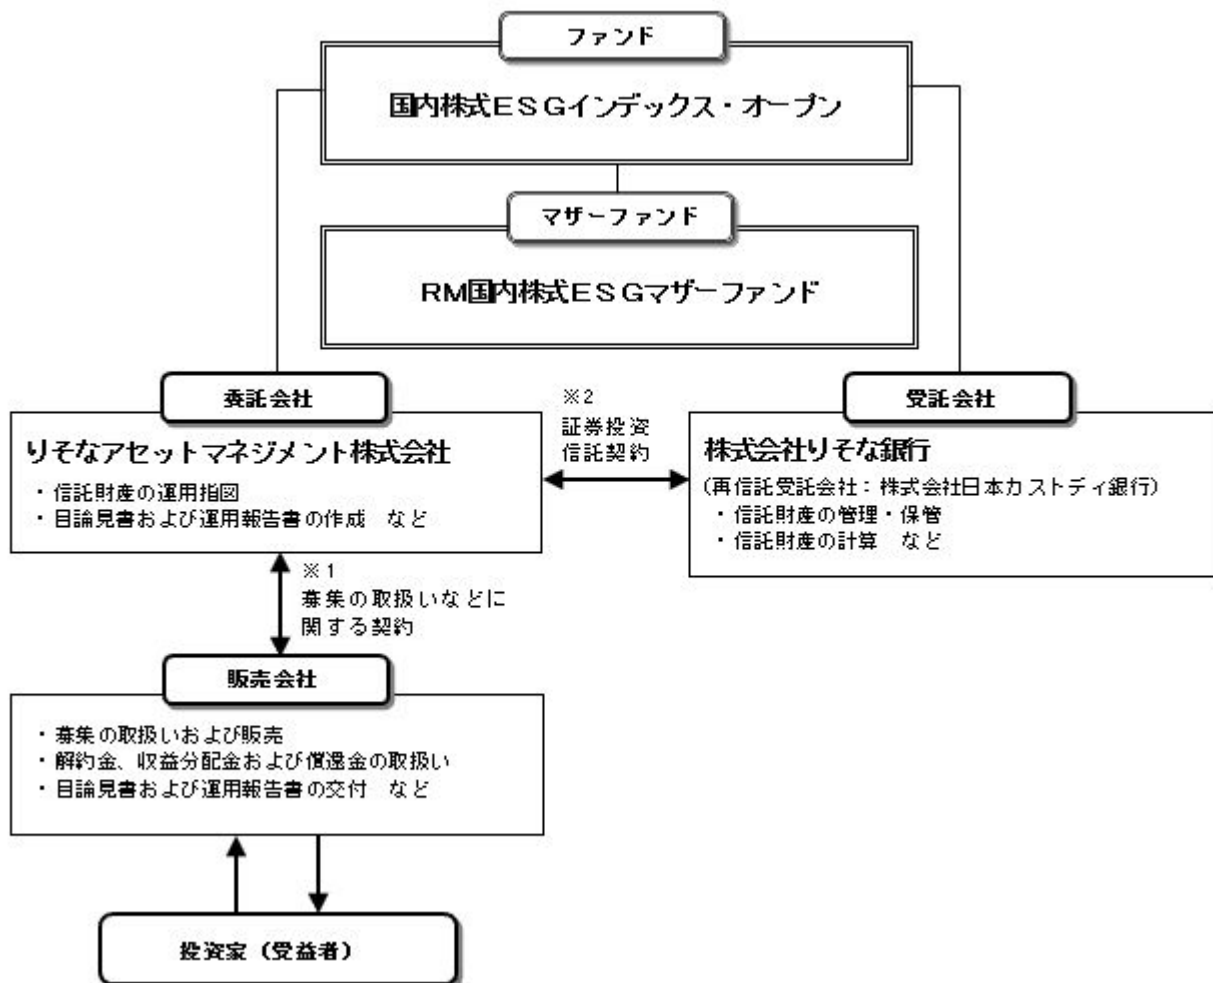 ファンド
国内株式ＥＳＧインデックス・オープン
マザーファンド
ＲＭ国内株式ＥＳＧマザーファンド
委託会社
りそなアセットマネジメント株式会社
・信託財産の運用指図
・目論見書および運用報告書の作成　など
※2
証券投資
信託契約
受託会社
株式会社りそな銀行
(再信託受託会社：株式会社日本カストディ銀行)
・信託財産の管理・保管
・信託財産の計算　など
※1
募集の取扱いなどに
関する契約
販売会社
・募集の取扱いおよび販売
・解約金、収益分配金および償還金の取扱い
・目論見書および運用報告書の交付　など
投資家（受益者）